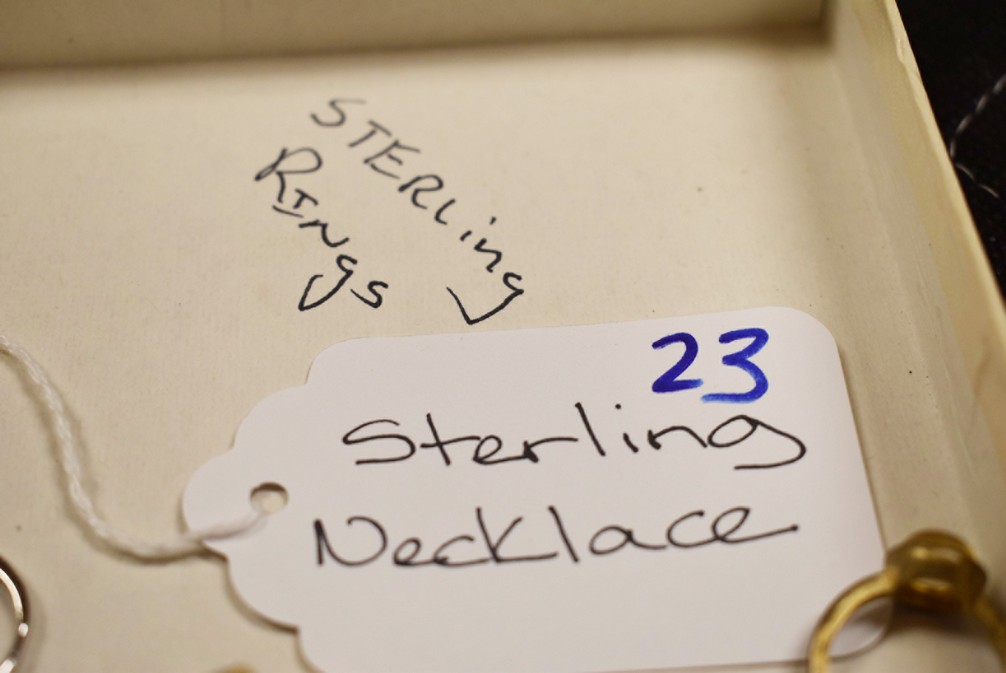 STERLing
RINgs
23
Sterling
Necklace